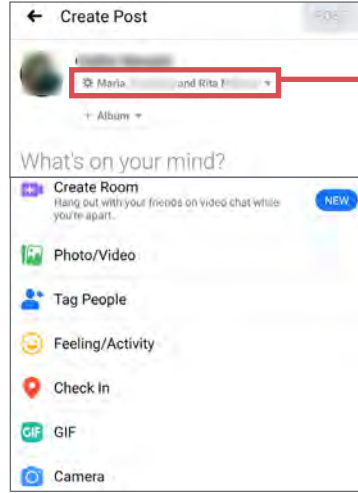 Create Post
Maria and Rita
+ Album
What's on your mind?
Create Room
Hang out with your friends on video chat while
you're apart.
NEW
Photo/Video
Tag People
Feeling/Activity
Check In
GIF GIF
Camera